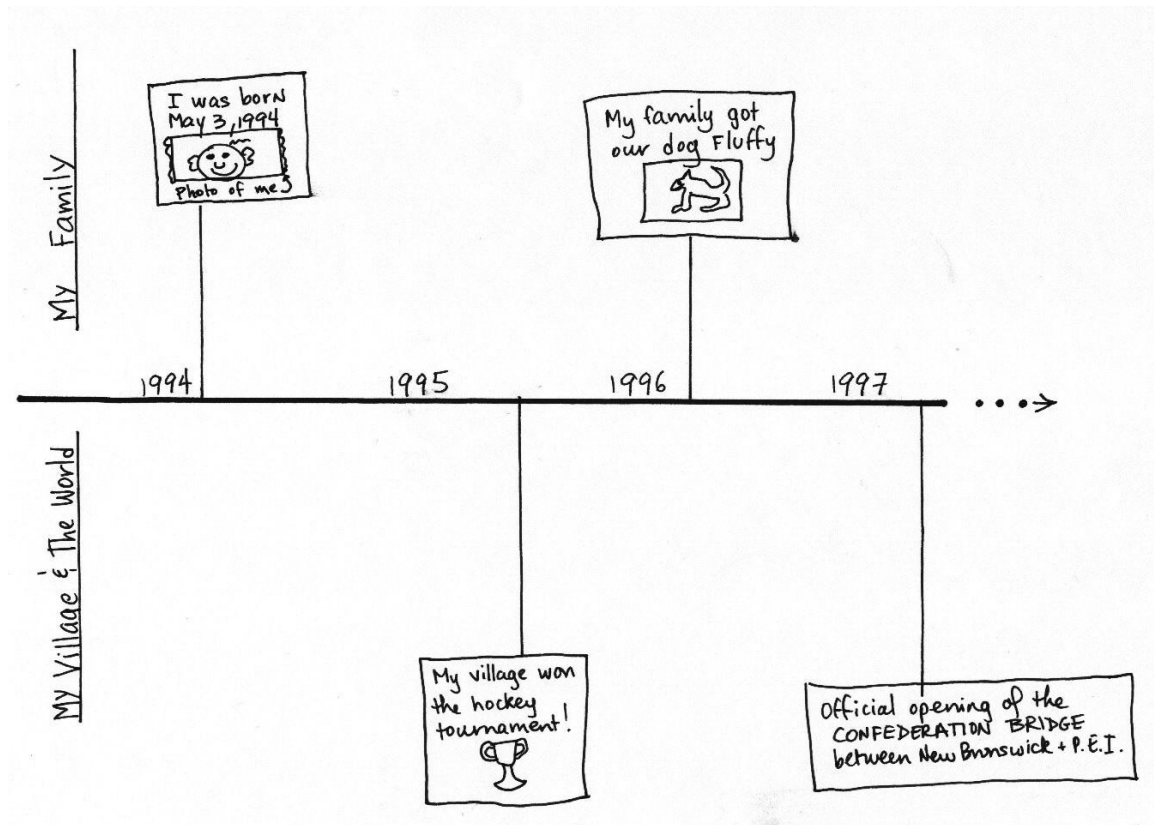 My Family
I was born
May 3, 1994
Photo of me
My family got
our dog Fluffy
1994
1995
1996
1997
My Village & The World
My village won
the hockey
tournament!
Official opening of the
CONFEDERATION BRIDGE
between New Brunswick + P.E.I.